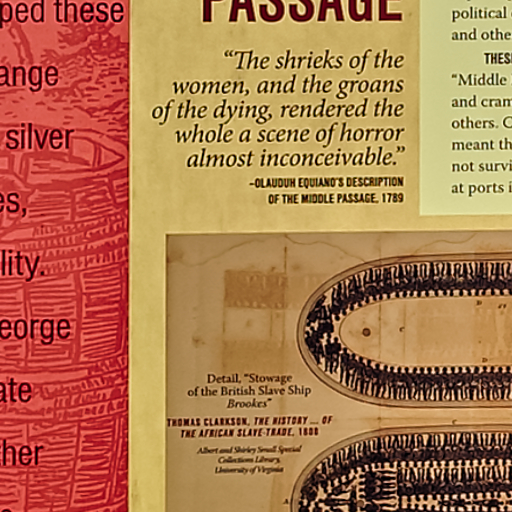 ped these
ange
silver
es,
lity.
eorge
ate
her
PASSAGE
"The shrieks of the
women, and the groans
of the dying, rendered the
whole a scene of horror
almost inconceivable."
–OLAUDUH EQUIANO'S DESCRIPTION
OF THE MIDDLE PASSAGE, 1789
political
and othe
THES
"Middle
and cram
others. C
meant th
not survi
at ports i
Detail, "Stowage
of the British Slave Ship
Brookes"
THOMAS CLARKSON, THE HISTORY ... OF
THE AFRICAN SLAVE-TRADE, 1808
Albert and Shirley Small Special
Collections Library,
University of Virginia